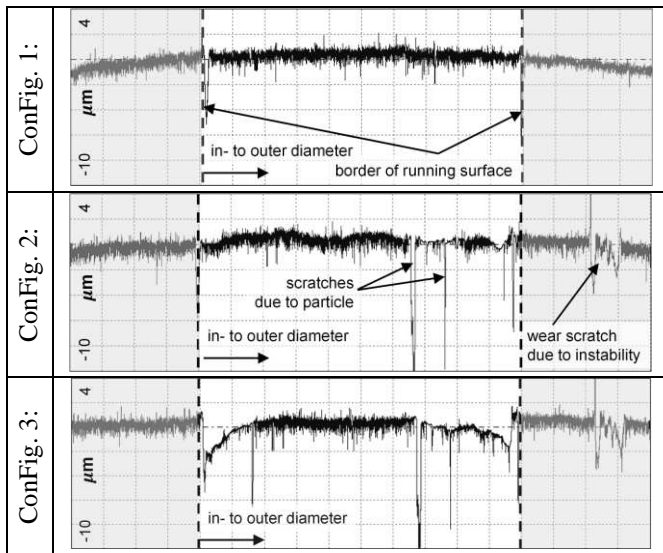 ConFig. 1:
4
μm
-10
in- to outer diameter
border of running surface
ConFig. 2:
4
μm
-10
scratches
due to particle
in- to outer diameter
wear scratch
due to instability
ConFig. 3:
4
μm
-10
in- to outer diameter